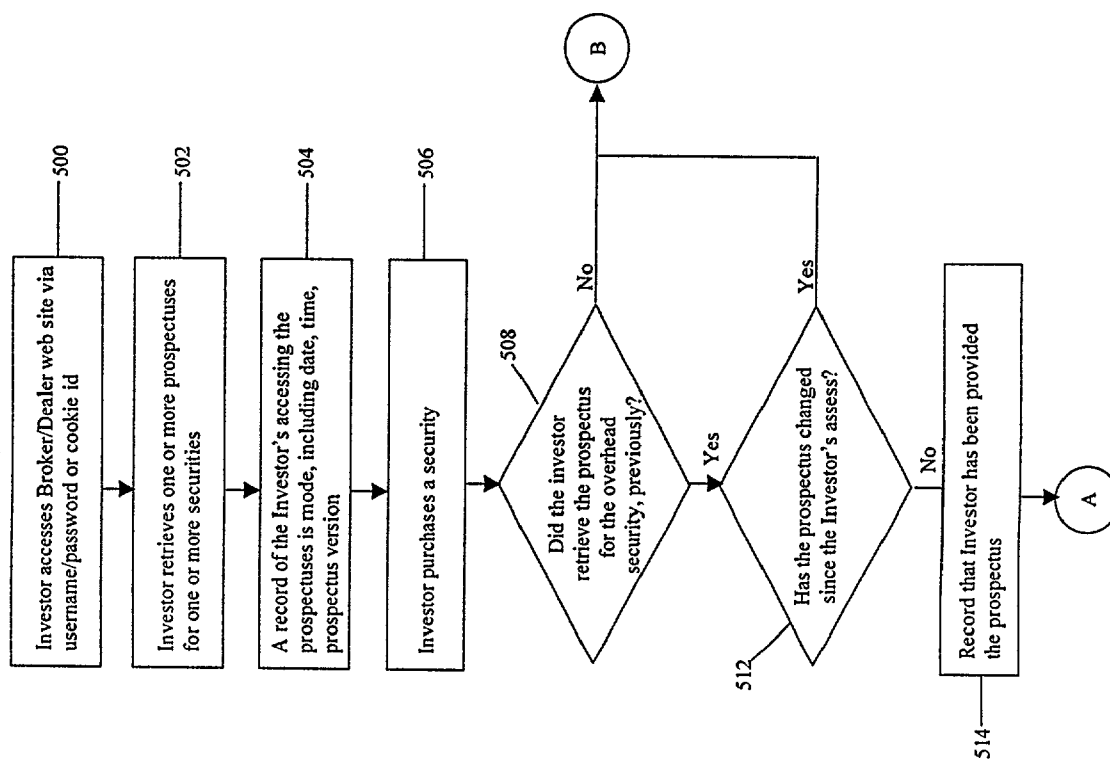 Investor accesses Broker/Dealer web site via
username/password or cookie id
500
Investor retrieves one or more prospectuses
for one or more securities
502
A record of the Investor's accessing the
prospectuses is mode, including date, time,
prospectus version
504
Investor purchases a security
506
508
Did the investor
retrieve the prospectus
for the overhead
security, previously?
No
B
Yes
Has the prospectus changed
since the Investor's assess?
512
Yes
No
Record that Investor has been provided
the prospectus
514
A